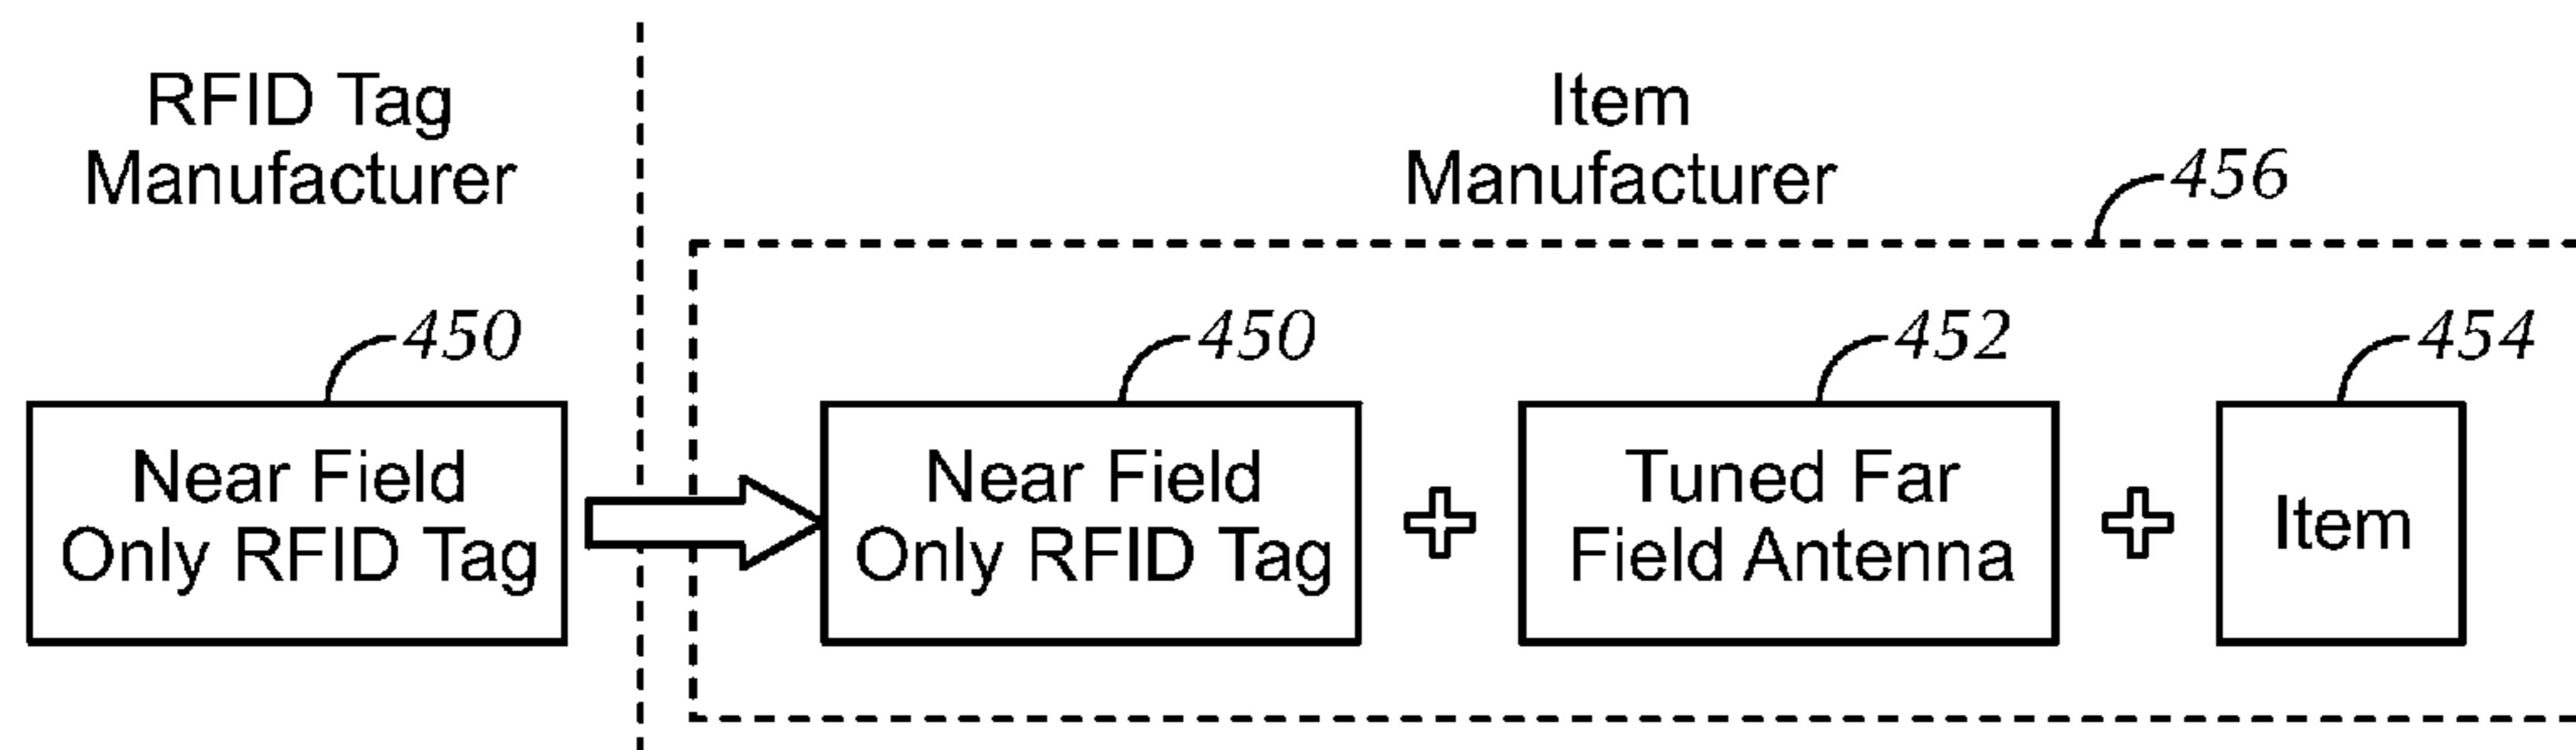 RFID Tag
Manufacturer
Item
Manufacturer
456
450
450
452
454
Near Field
Only RFID Tag
Near Field
Only RFID Tag
Tuned Far
Field Antenna
Item